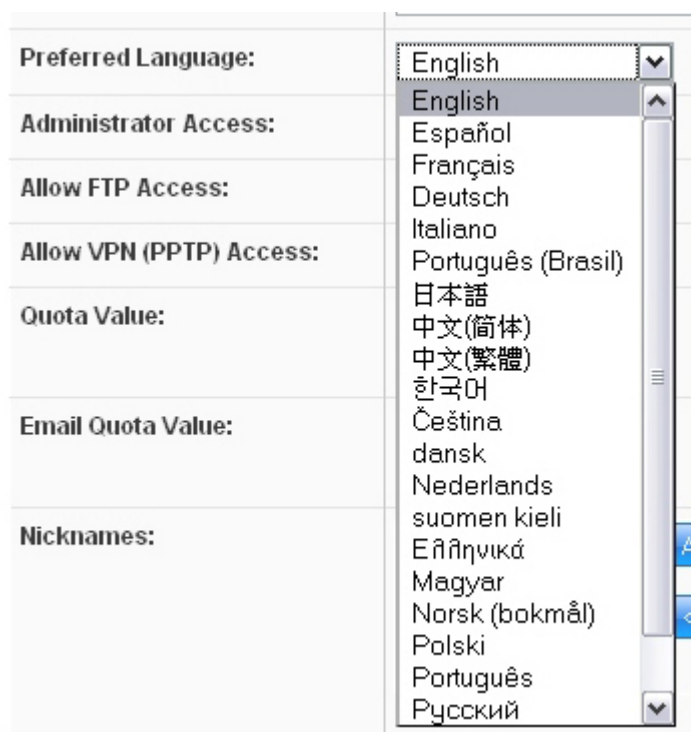 Preferred Language:
English
English
Administrator Access:
Español
Français
Allow FTP Access:
Deutsch
Italiano
Allow VPN (PPTP) Access:
Português (Brasil)
日本語
Quota Value:
中文(简体)
中文(繁體)
한국어
Email Quota Value:
Čeština
dansk
Nederlands
suomen kieli
Nicknames:
Ελληνικά
Magyar
Norsk (bokmål)
Polski
Português
Русский